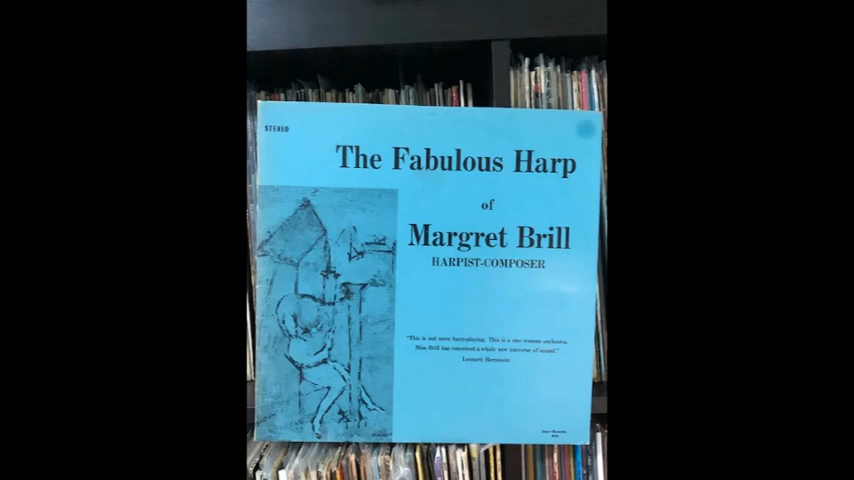 STEREO
The Fabulous Harp
of
Margret Brill
HARPIST-COMPOSER
"This is not mere harp-playing. This is a one woman orchestra.
Miss Brill has conceived a whole new universe of sound."
Leonard Bernstein
Records